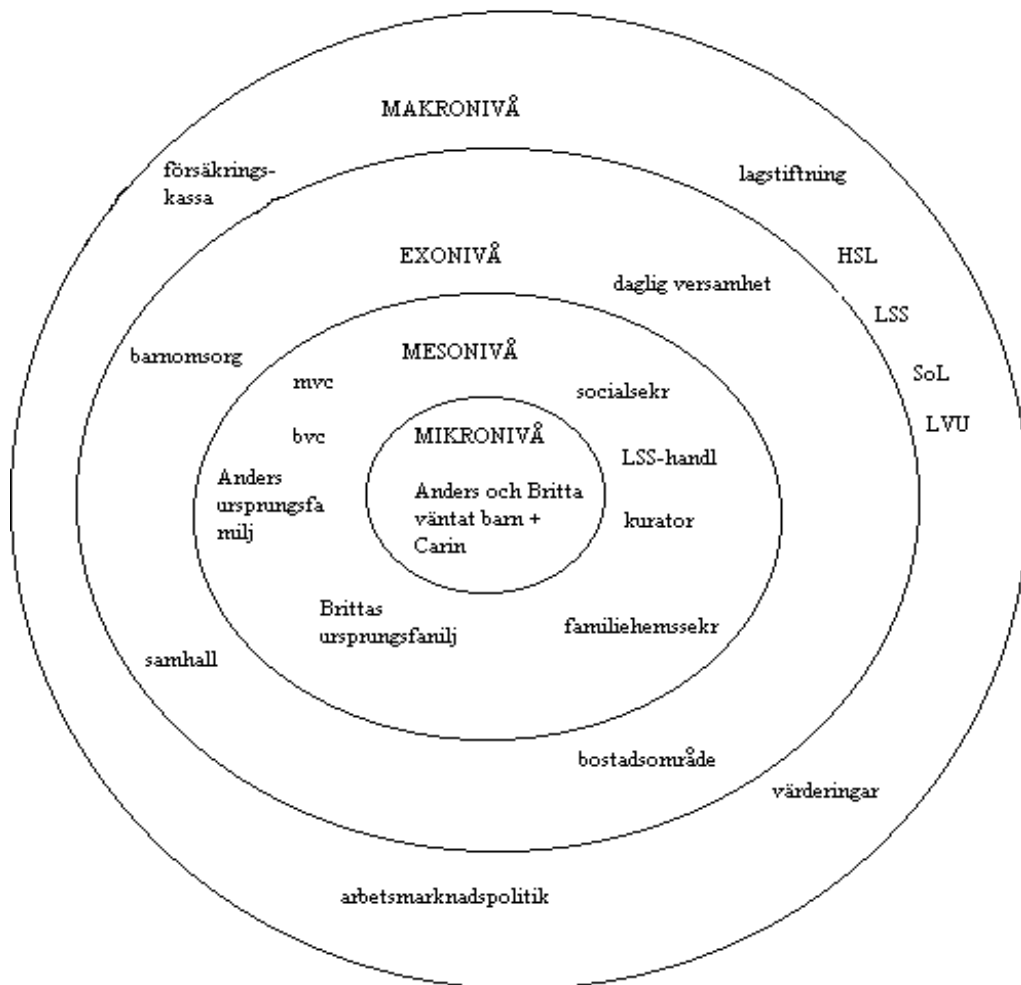 MAKRONIVÅ
försäkrings-
kassa
lagstiftning
EXONIVÅ
HSL
daglig versamhet
LSS
barnomsorg
MESONIVÅ
SoL
mvc
socialsekr
LVU
bvc
MIKRONIVÅ
LSS-handl
Anders
ursprungsfa
milj
Anders och Britta
väntat barn +
Carin
kurator
Brittas
ursprungsfanilj
familiehemssekr
samhall
bostadsområde
värderingar
arbetsmarknadspolitik